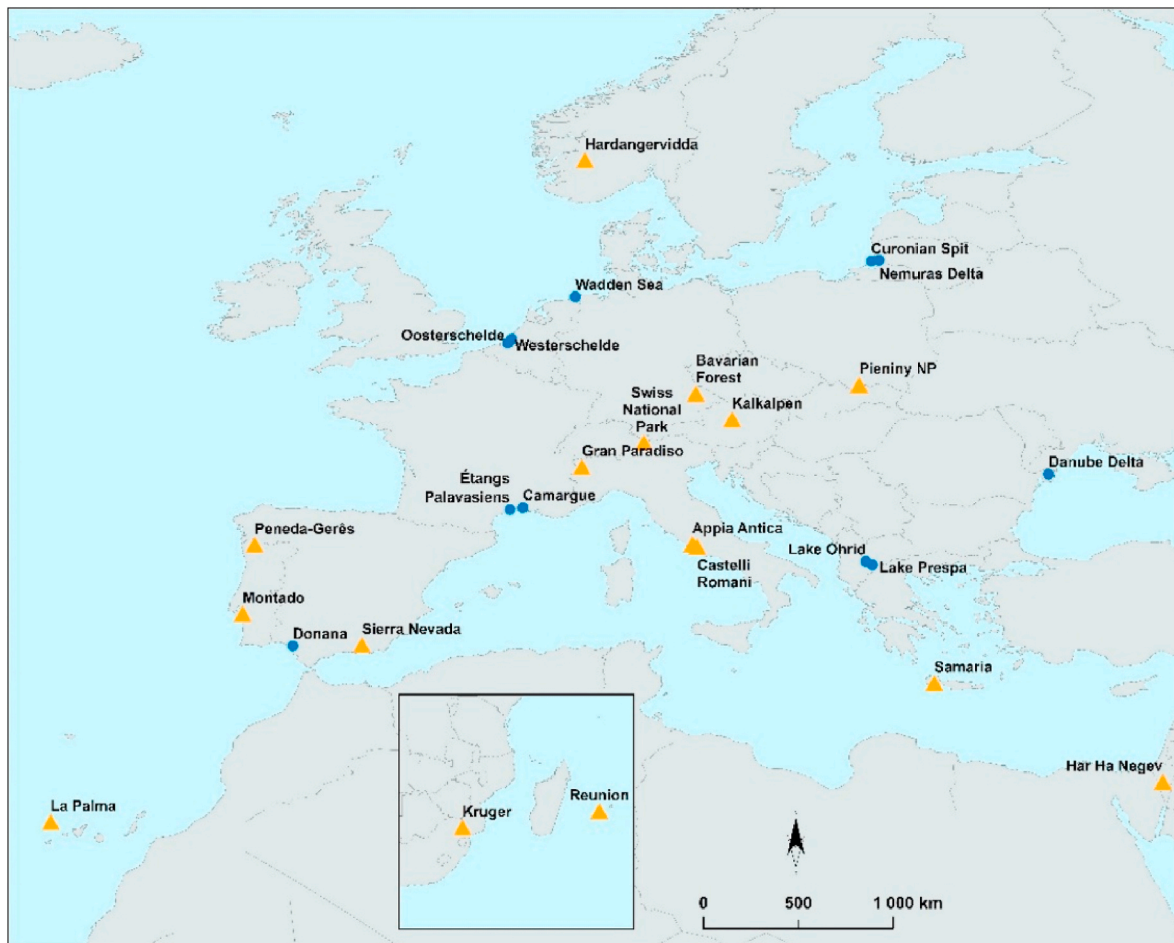 Hardangervidda
Curonian Spit
Nemuras Delta
Wadden Sea
Oosterschelde
Westerschelde
Bavarian
Forest
Pieniny NP
Swiss
National
Park
Kalkalpen
Gran Paradiso
Danube Delta
Étangs
Palavasiens
Camargue
Peneda-Gerês
Appia Antica
Castelli
Romani
Lake Ohrid
Lake Prespa
Montado
Donana
Sierra Nevada
Samaria
Har Ha Negev
La Palma
Kruger
Reunion
0 500 1 000 km